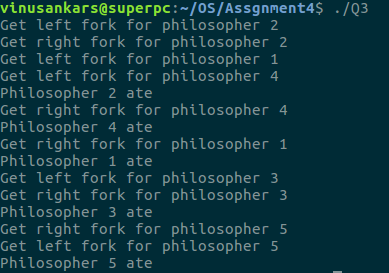 vinusankars@superpc:~/OS/Assgnment4$ ./Q3
Get left fork for philosopher 2
Get right fork for philosopher 2
Get left fork for philosopher 1
Get left fork for philosopher 4
Philosopher 2 ate
Get right fork for philosopher 4
Philosopher 4 ate
Get right fork for philosopher 1
Philosopher 1 ate
Get left fork for philosopher 3
Get right fork for philosopher 3
Philosopher 3 ate
Get right fork for philosopher 5
Get left fork for philosopher 5
Philosopher 5 ate